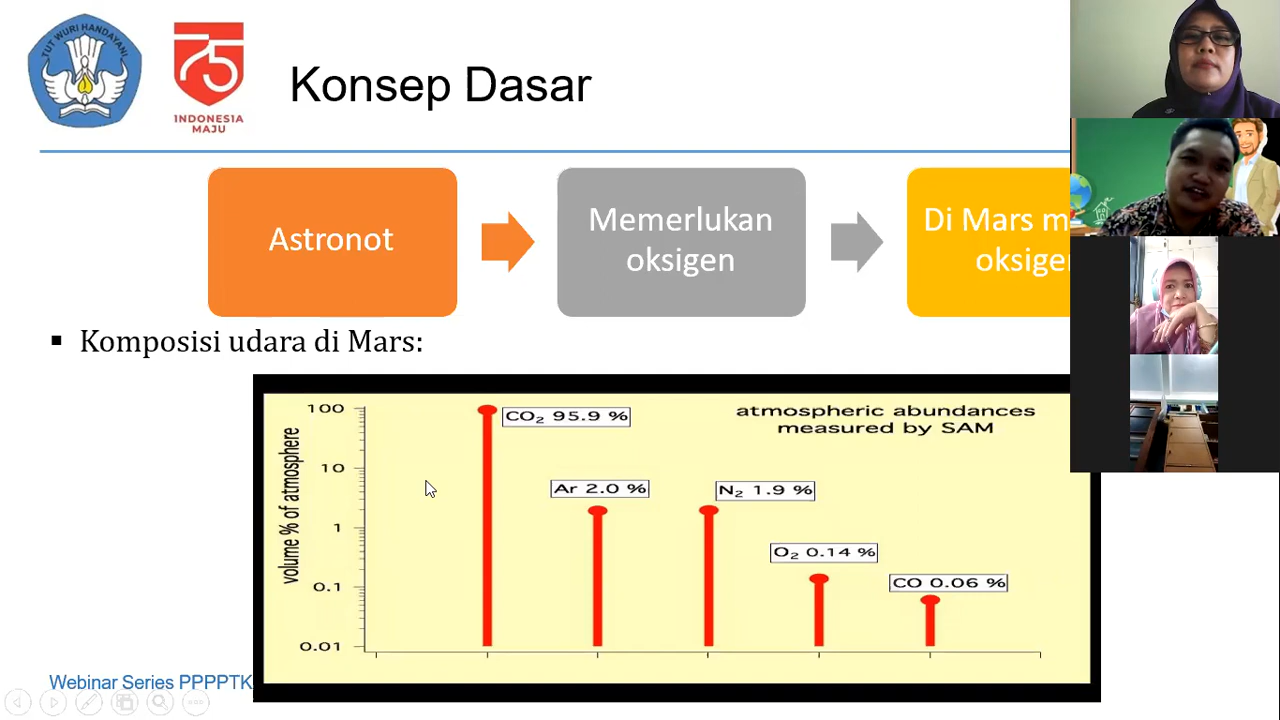 TUT WURI HANDAYANI
75
INDONESIA
MAJU
Konsep Dasar
Astronot
Memerlukan
oksigen
Di Mars
▪ Komposisi udara di Mars:
atmospheric abundances
measured by SAM
volume % of atmosphere
100
10
1
0.1
0.01
CO₂ 95.9 %
Ar 2.0 %
N₂ 1.9 %
O₂ 0.14 %
CO 0.06 %
Webinar Series PPPPTK